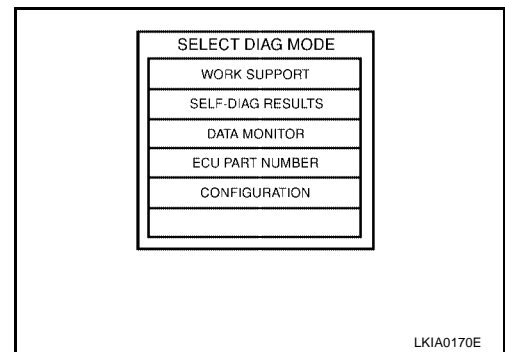 SELECT DIAG MODE
WORK SUPPORT
SELF-DIAG RESULTS
DATA MONITOR
ECU PART NUMBER
CONFIGURATION
LKIA0170E